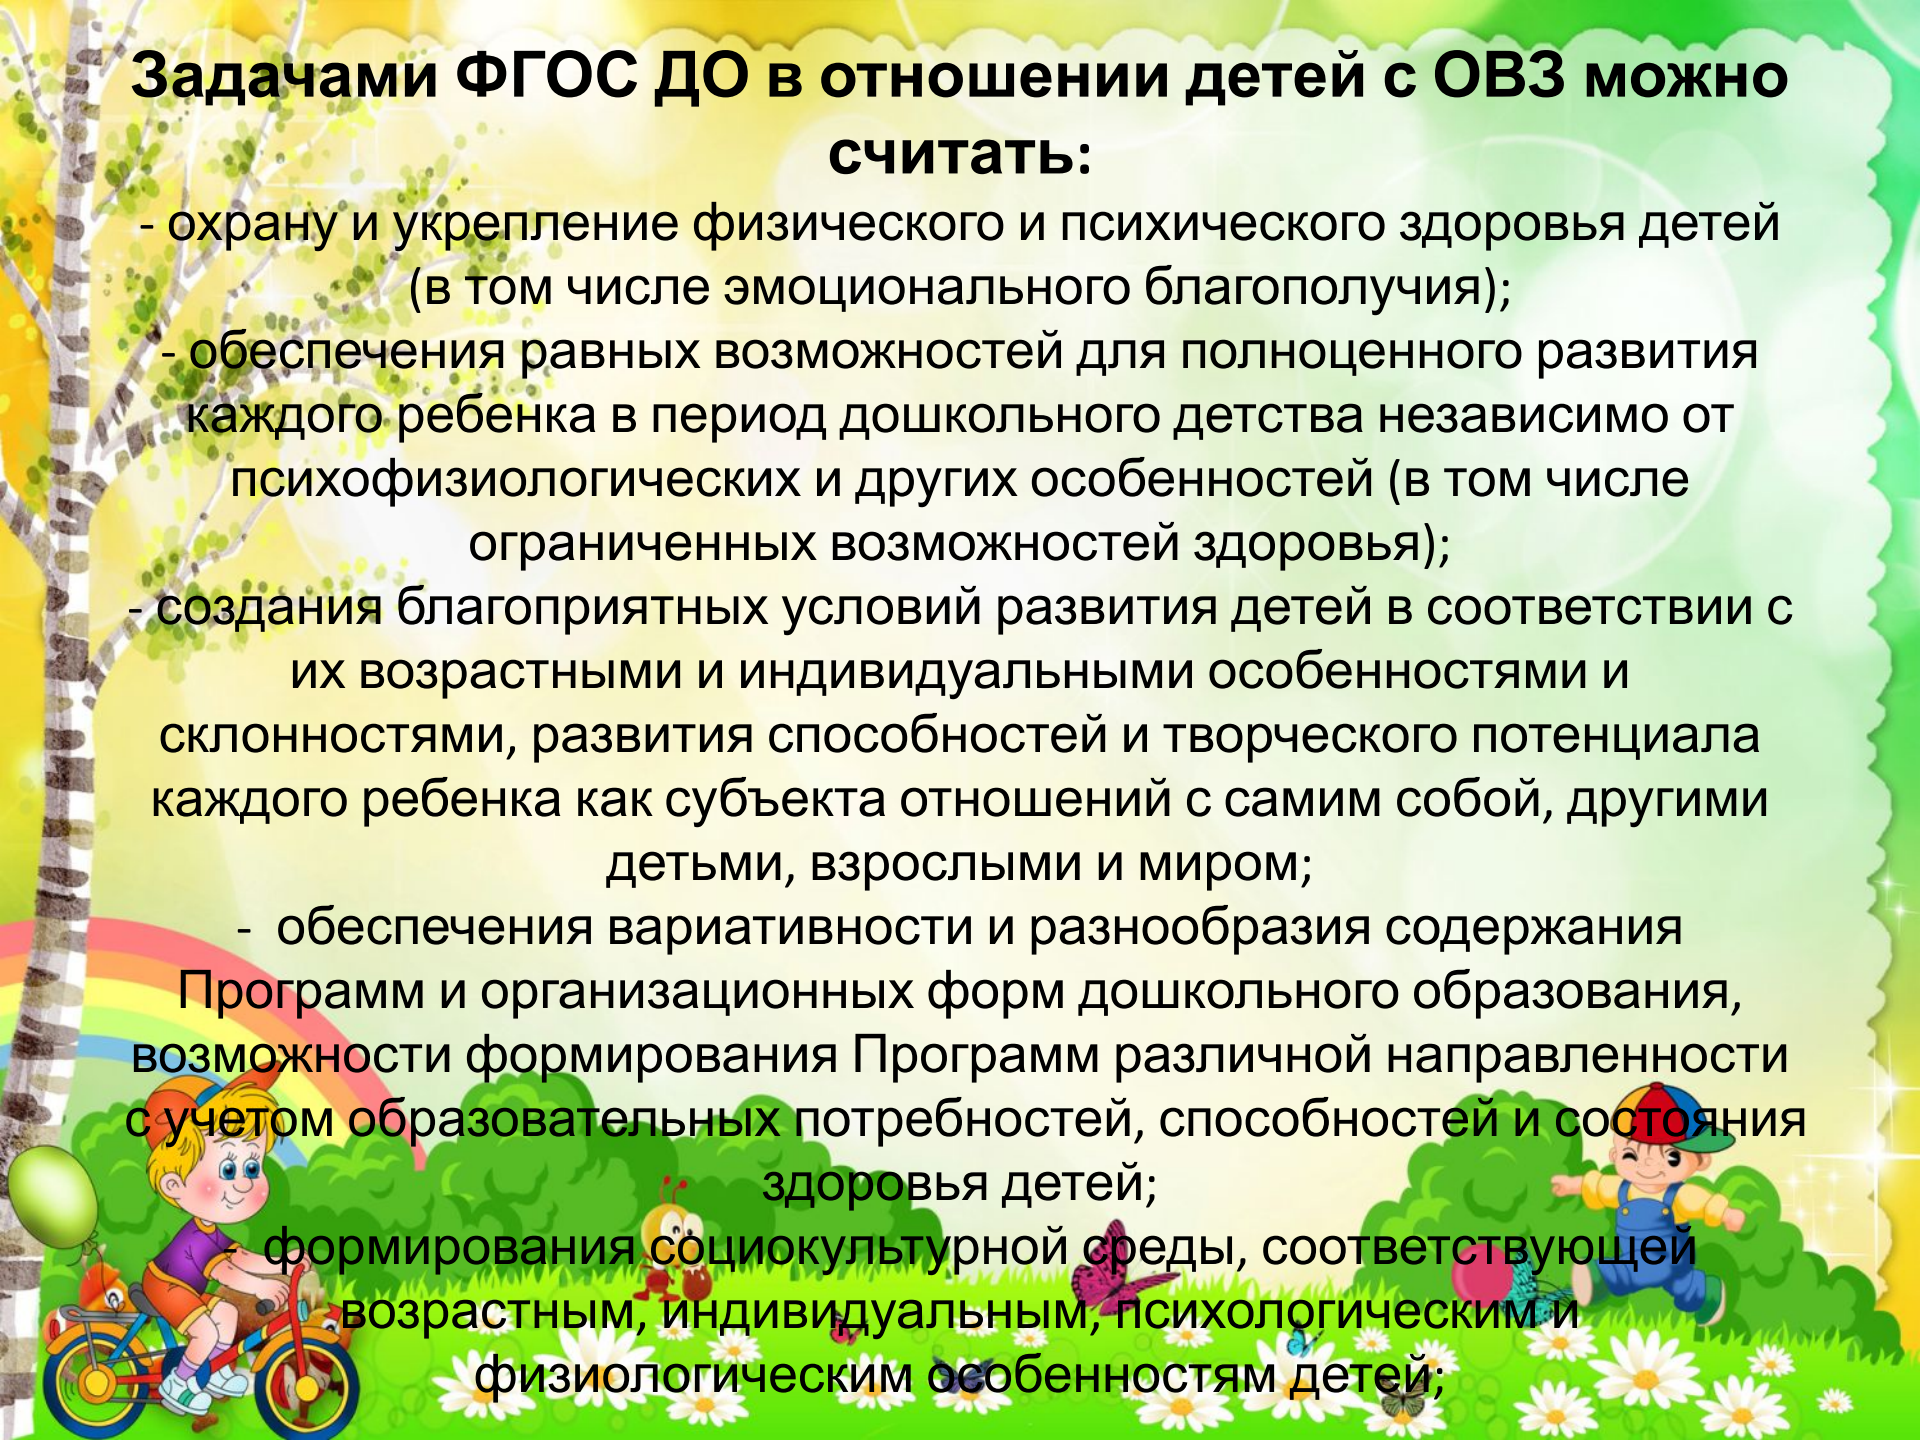 Задачами ФГОС ДО в отношении детей с ОВЗ можно
считать:
- охрану и укрепление физического и психического здоровья детей
(в том числе эмоционального благополучия);
- обеспечения равных возможностей для полноценного развития
каждого ребенка в период дошкольного детства независимо от
психофизиологических и других особенностей (в том числе
ограниченных возможностей здоровья);
- создания благоприятных условий развития детей в соответствии с
их возрастными и индивидуальными особенностями и
склонностями, развития способностей и творческого потенциала
каждого ребенка как субъекта отношений с самим собой, другими
детьми, взрослыми и миром;
- обеспечения вариативности и разнообразия содержания
Программ и организационных форм дошкольного образования,
возможности формирования Программ различной направленности
с учетом образовательных потребностей, способностей и состояния
здоровья детей;
- формирования социокультурной среды, соответствующей
возрастным, индивидуальным, психологическим и
физиологическим особенностям детей;